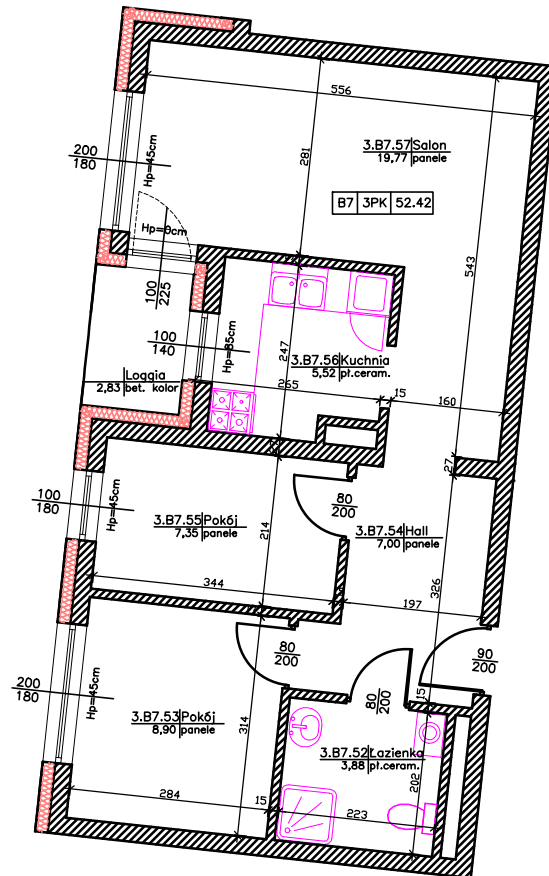 556
3.B7.57 Salon
19,77 panele
200
180
Hp=45cm
281
B7 3PK 52.42
Hp=0cm
543
100
225
100
140
Hp=85cm
247
3.B7.56 Kuchnia
5,52 pł.ceram.
Loggia
2,83 bet. kolor
265
15
160
27
100
180
Hp=45cm
3.B7.55 Pokój
7,35 panele
214
80
200
3.B7.54 Hall
7,00 panele
344
197
326
80
200
90
200
200
180
Hp=45cm
3.B7.53 Pokój
8,90 panele
314
80
200
15
3.B7.52 Łazienka
3,88 pł.ceram.
202
284
15
223